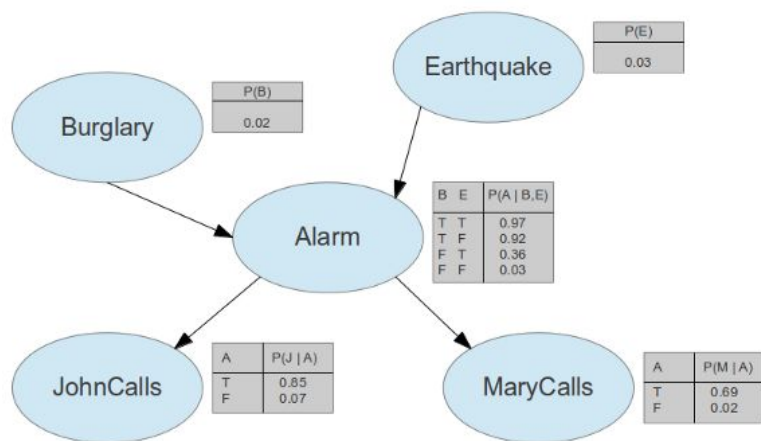 P(E)
0.03
Earthquake
P(B)
0.02
Burglary
B E P(A | B,E)
T T 0.97
T F 0.92
F T 0.36
F F 0.03
Alarm
A P(J | A)
T 0.85
F 0.07
JohnCalls
A P(M | A)
T 0.69
F 0.02
MaryCalls